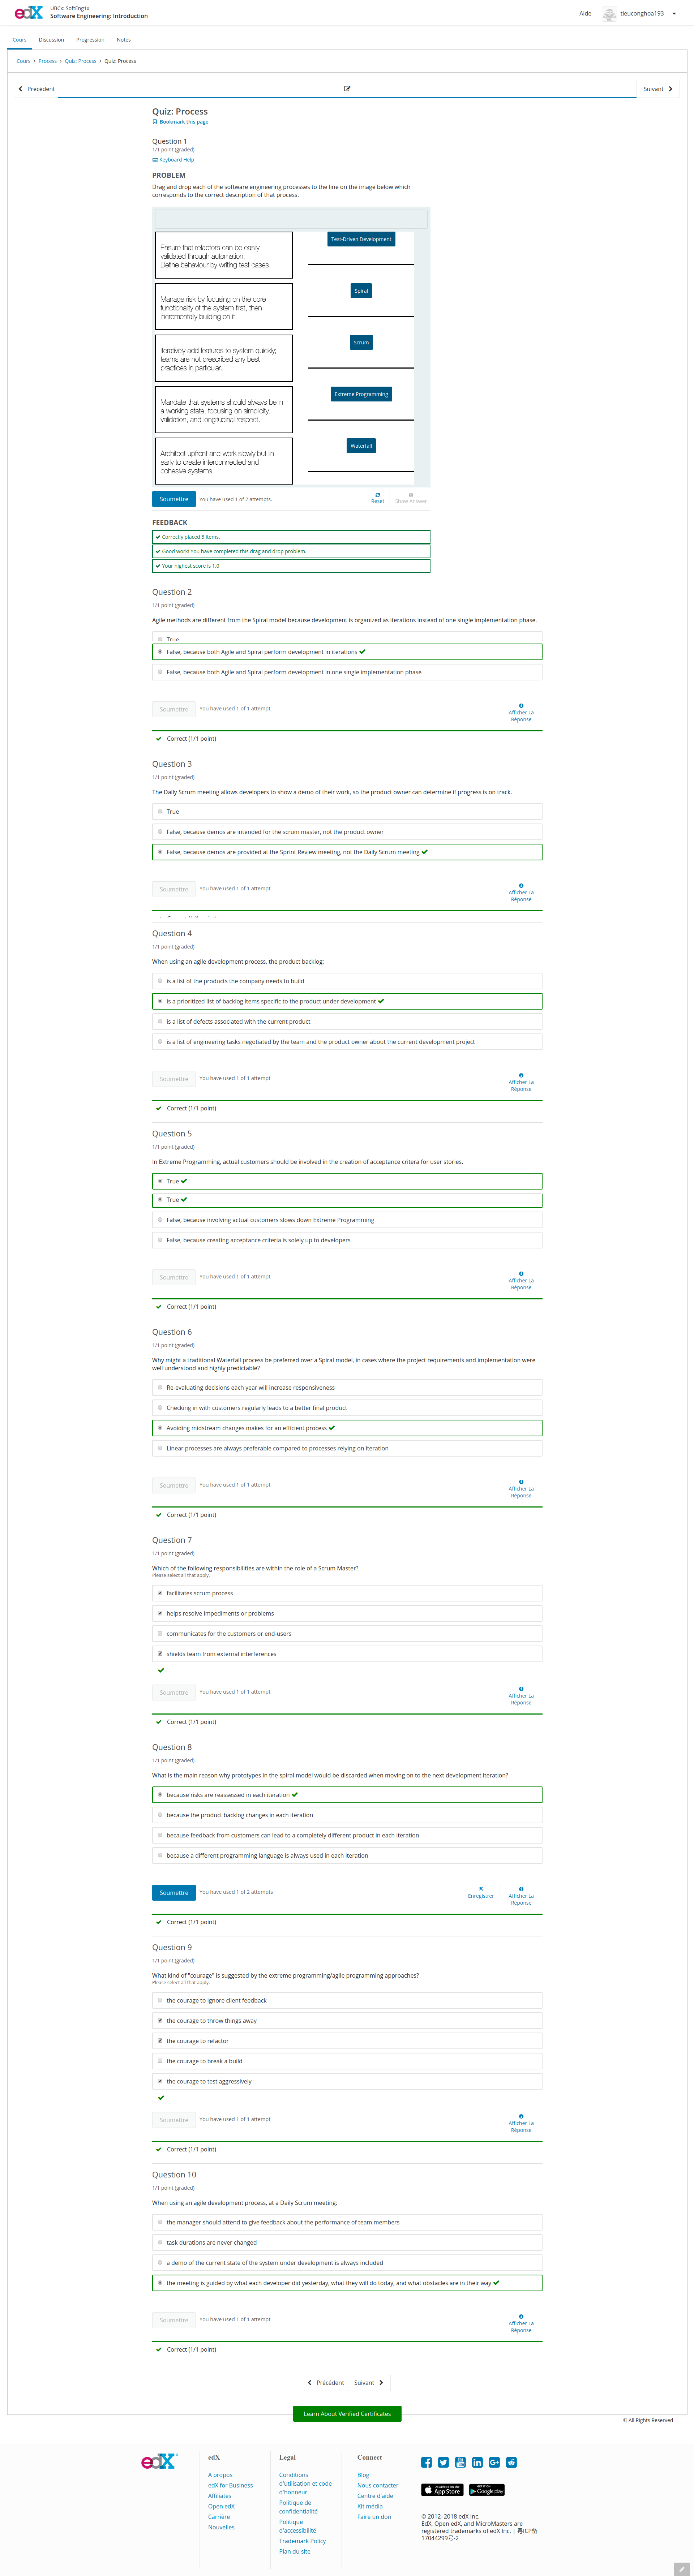 edX
UBCx: SoftEng1x
Software Engineering: Introduction
Aide
tieuconghoa193
Cours
Discussion
Progression
Notes
Cours > Process > Quiz: Process > Quiz: Process
Précédent
Suivant
Quiz: Process
Bookmark this page
Question 1
1/1 point (graded)
Keyboard Help
PROBLEM
Drag and drop each of the software engineering processes to the line on the image below which
corresponds to the correct description of that process.
Ensure that refactors can be easily
validated through automation.
Define behaviour by writing test cases.
Test-Driven Development
Manage risk by focusing on the core
functionality of the system first, then
incrementally building on it.
Spiral
Iteratively add features to system quickly;
teams are not prescribed any best
practices in particular.
Scrum
Mandate that systems should always be in
a working state, focusing on simplicity,
validation, and longitudinal respect.
Extreme Programming
Architect upfront and work slowly but lin-
early to create interconnected and
cohesive systems.
Waterfall
Soumettre
You have used 1 of 2 attempts.
Reset
Show Answer
FEEDBACK
Correctly placed 5 items.
Good work! You have completed this drag and drop problem.
Your highest score is 1.0
Question 2
1/1 point (graded)
Agile methods are different from the Spiral model because development is organized as iterations instead of one single implementation phase.
True
False, because both Agile and Spiral perform development in iterations
False, because both Agile and Spiral perform development in one single implementation phase
Soumettre
You have used 1 of 1 attempt
Afficher La
Réponse
Correct (1/1 point)
Question 3
1/1 point (graded)
The Daily Scrum meeting allows developers to show a demo of their work, so the product owner can determine if progress is on track.
True
False, because demos are intended for the scrum master, not the product owner
False, because demos are provided at the Sprint Review meeting, not the Daily Scrum meeting
Soumettre
You have used 1 of 1 attempt
Afficher La
Réponse
Question 4
1/1 point (graded)
When using an agile development process, the product backlog:
is a list of the products the company needs to build
is a prioritized list of backlog items specific to the product under development
is a list of defects associated with the current product
is a list of engineering tasks negotiated by the team and the product owner about the current development project
Soumettre
You have used 1 of 1 attempt
Afficher La
Réponse
Correct (1/1 point)
Question 5
1/1 point (graded)
In Extreme Programming, actual customers should be involved in the creation of acceptance critera for user stories.
True
True
False, because involving actual customers slows down Extreme Programming
False, because creating acceptance criteria is solely up to developers
Soumettre
You have used 1 of 1 attempt
Afficher La
Réponse
Correct (1/1 point)
Question 6
1/1 point (graded)
Why might a traditional Waterfall process be preferred over a Spiral model, in cases where the project requirements and implementation were
well understood and highly predictable?
Re-evaluating decisions each year will increase responsiveness
Checking in with customers regularly leads to a better final product
Avoiding midstream changes makes for an efficient process
Linear processes are always preferable compared to processes relying on iteration
Soumettre
You have used 1 of 1 attempt
Afficher La
Réponse
Correct (1/1 point)
Question 7
1/1 point (graded)
Which of the following responsibilities are within the role of a Scrum Master?
Please select all that apply.
facilitates scrum process
helps resolve impediments or problems
communicates for the customers or end-users
shields team from external interferences
Soumettre
You have used 1 of 1 attempt
Afficher La
Réponse
Correct (1/1 point)
Question 8
1/1 point (graded)
What is the main reason why prototypes in the spiral model would be discarded when moving on to the next development iteration?
because risks are reassessed in each iteration
because the product backlog changes in each iteration
because feedback from customers can lead to a completely different product in each iteration
because a different programming language is always used in each iteration
Soumettre
You have used 1 of 2 attempts
Enregistrer
Afficher La
Réponse
Correct (1/1 point)
Question 9
1/1 point (graded)
What kind of "courage" is suggested by the extreme programming/agile programming approaches?
Please select all that apply.
the courage to ignore client feedback
the courage to throw things away
the courage to refactor
the courage to break a build
the courage to test aggressively
Soumettre
You have used 1 of 1 attempt
Afficher La
Réponse
Correct (1/1 point)
Question 10
1/1 point (graded)
When using an agile development process, at a Daily Scrum meeting:
the manager should attend to give feedback about the performance of team members
task durations are never changed
a demo of the current state of the system under development is always included
the meeting is guided by what each developer did yesterday, what they will do today, and what obstacles are in their way
Soumettre
You have used 1 of 1 attempt
Afficher La
Réponse
Correct (1/1 point)
Précédent
Suivant
Learn About Verified Certificates
© All Rights Reserved
edX
edX
A propos
edX for Business
Affiliates
Open edX
Carrière
Nouvelles
Legal
Conditions
d'utilisation et code
d'honneur
Politique de
confidentialité
Politique
d'accessibilité
Trademark Policy
Plan du site
Connect
Blog
Nous contacter
Centre d'aide
Kit média
Faire un don
App Store
Google play
© 2012–2018 edX Inc.
EdX, Open edX, and MicroMasters are
registered trademarks of edX Inc. | 粤ICP备
17044299号-2